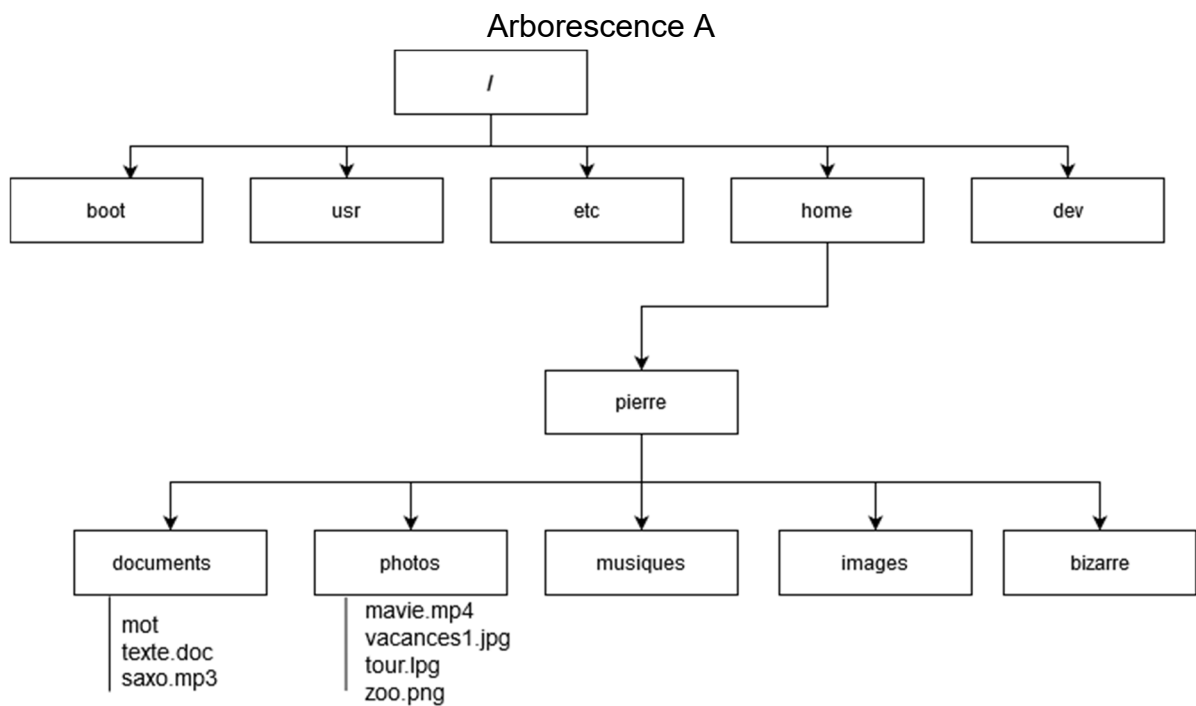 Arborescence A
/
boot usr etc home dev
pierre
documents photos musiques images bizarre
mot
texte.doc
saxo.mp3
mavie.mp4
vacances1.jpg
tour.lpg
zoo.png